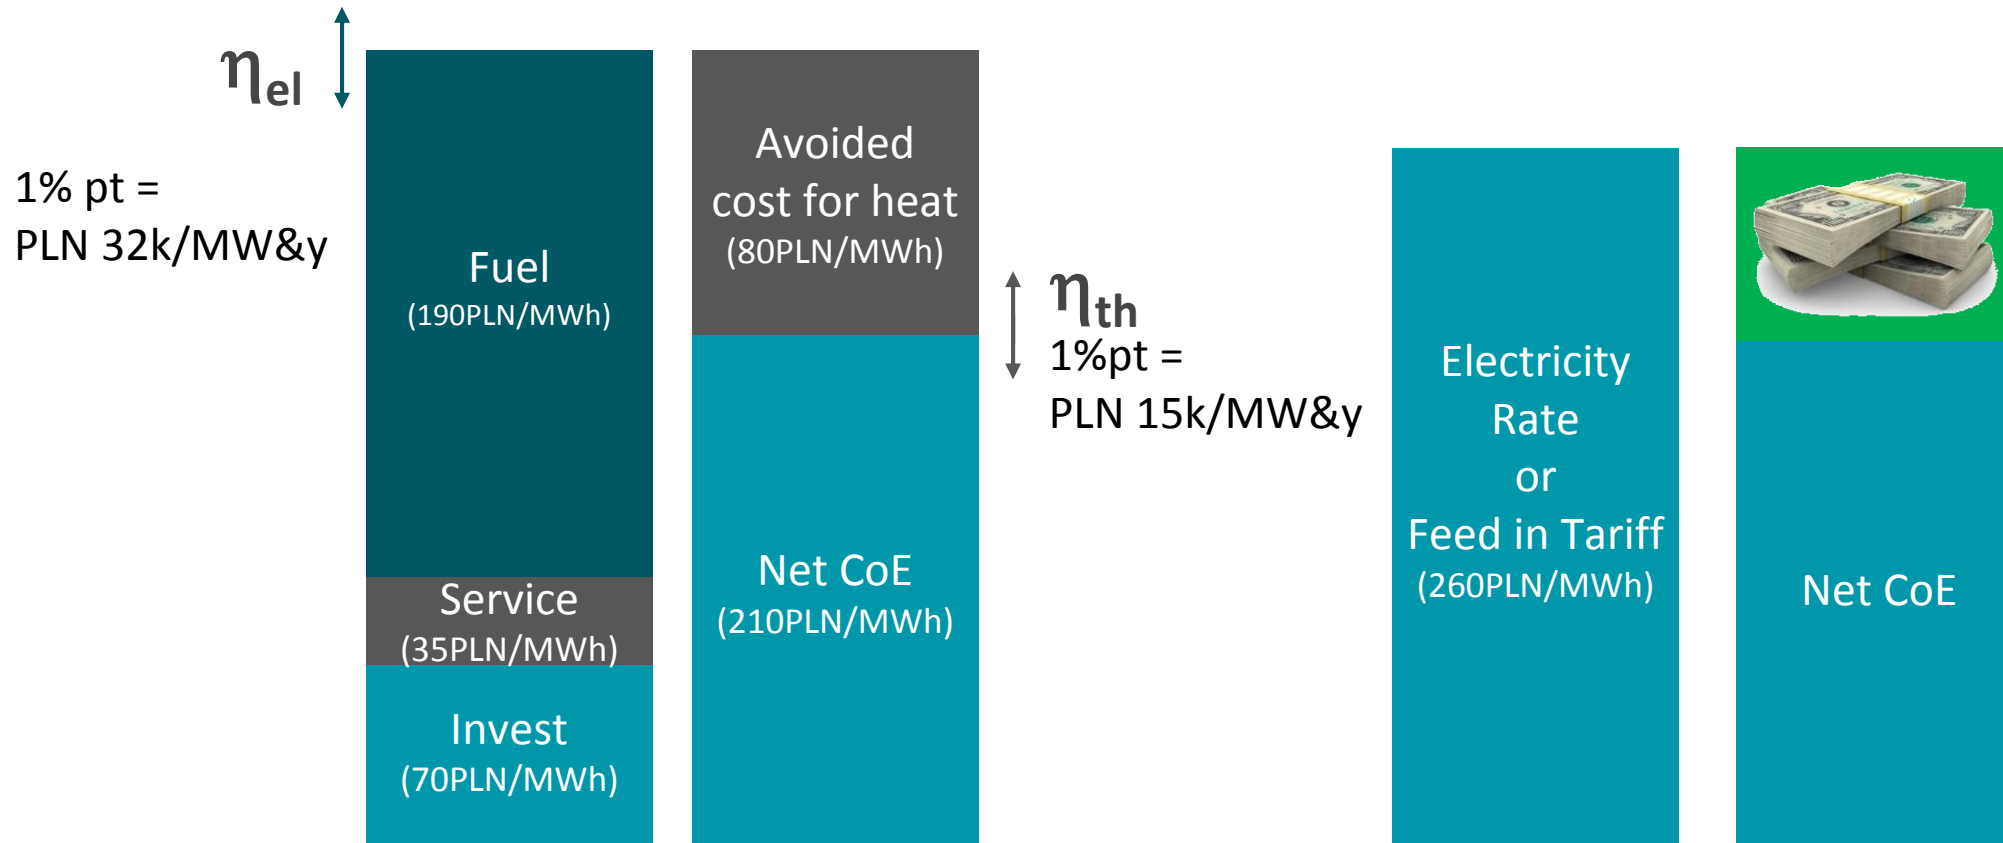 ηel
1% pt =
PLN 32k/MW&y
Fuel
(190PLN/MWh)
Service
(35PLN/MWh)
Invest
(70PLN/MWh)
Avoided
cost for heat
(80PLN/MWh)
Net CoE
(210PLN/MWh)
ηth
1%pt =
PLN 15k/MW&y
Electricity
Rate
or
Feed in Tariff
(260PLN/MWh)
Net CoE